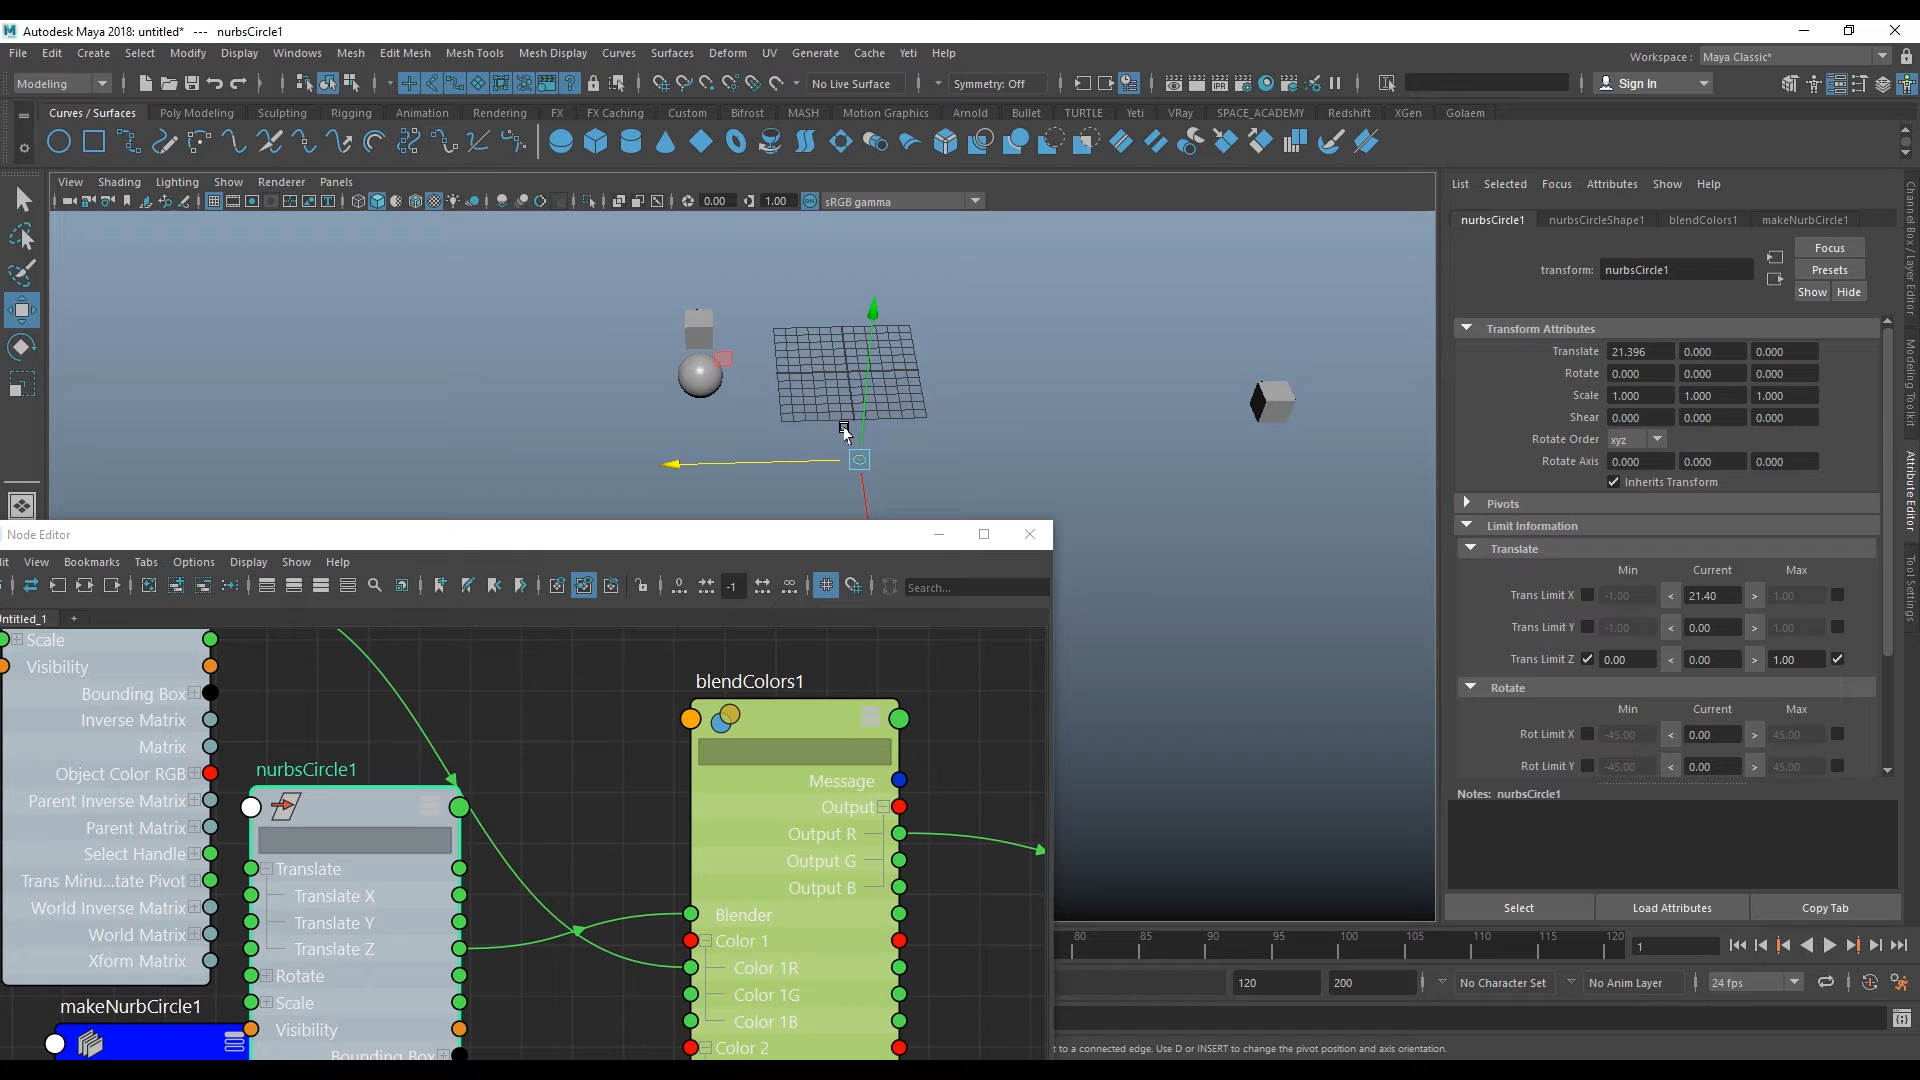 Autodesk Maya 2018: untitled* --- nurbsCircle1
File Edit Create Select Modify Display Windows Mesh Edit Mesh Mesh Tools Mesh Display Curves Surfaces Deform UV Generate Cache Yeti Help
Workspace : Maya Classic*
Modeling No Live Surface Symmetry: Off Sign In
Curves / Surfaces Poly Modeling Sculpting Rigging Animation Rendering FX FX Caching Custom Bifrost MASH Motion Graphics Arnold Bullet TURTLE Yeti VRay SPACE_ACADEMY Redshift XGen Golaem
View Shading Lighting Show Renderer Panels
0.00 1.00 sRGB gamma
List Selected Focus Attributes Show Help
nurbsCircle1 nurbsCircleShape1 blendColors1 makeNurbCircle1
Focus
transform: nurbsCircle1 Presets
Show Hide
Transform Attributes
Translate 21.396 0.000 0.000
Rotate 0.000 0.000 0.000
Scale 1.000 1.000 1.000
Shear 0.000 0.000 0.000
Rotate Order xyz
Rotate Axis 0.000 0.000 0.000
Inherits Transform
Pivots
Limit Information
Translate
Min Current Max
Trans Limit X -1.00 < 21.40 > 1.00
Trans Limit Y -1.00 < 0.00 > 1.00
Trans Limit Z 0.00 < 0.00 > 1.00
Rotate
Min Current Max
Rot Limit X -45.00 < 0.00 > 45.00
Rot Limit Y -45.00 < 0.00 > 45.00
Notes: nurbsCircle1
Select Load Attributes Copy Tab
Channel Box / Layer Editor
Modeling Toolkit
Attribute Editor
Tool Settings
Node Editor
it View Bookmarks Tabs Options Display Show Help
-1 Search...
ntitled_1 +
Scale
Visibility
Bounding Box
Inverse Matrix
Matrix
Object Color RGB
Parent Inverse Matrix
Parent Matrix
Select Handle
Trans Minu...tate Pivot
World Inverse Matrix
World Matrix
Xform Matrix
makeNurbCircle1
nurbsCircle1
Translate
Translate X
Translate Y
Translate Z
Rotate
Scale
Visibility
Bounding Box
blendColors1
Message
Output
Output R
Output G
Output B
Blender
Color 1
Color 1R
Color 1G
Color 1B
Color 2
80 85 90 95 100 105 110 115 120 1
120 200 No Character Set No Anim Layer 24 fps
t to a connected edge. Use D or INSERT to change the pivot position and axis orientation.